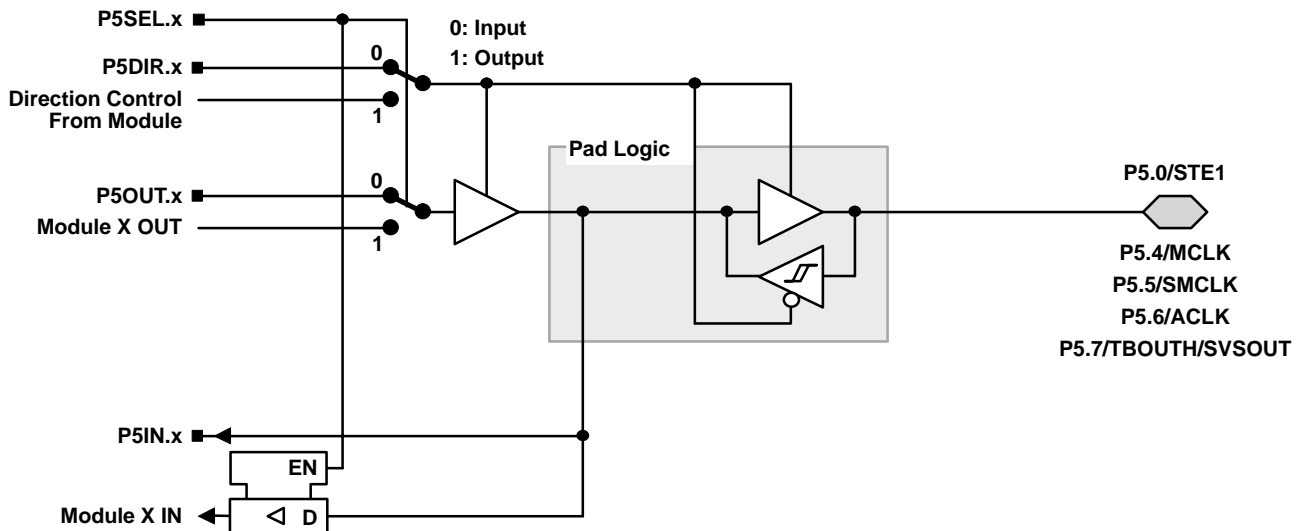 P5SEL.x
0: Input
1: Output
0
P5DIR.x
Direction Control
From Module
1
Pad Logic
P5.0/STE1
0
P5OUT.x
Module X OUT
1
P5.4/MCLK
P5.5/SMCLK
P5.6/ACLK
P5.7/TBOUTH/SVSOUT
P5IN.x
EN
Module X IN
D